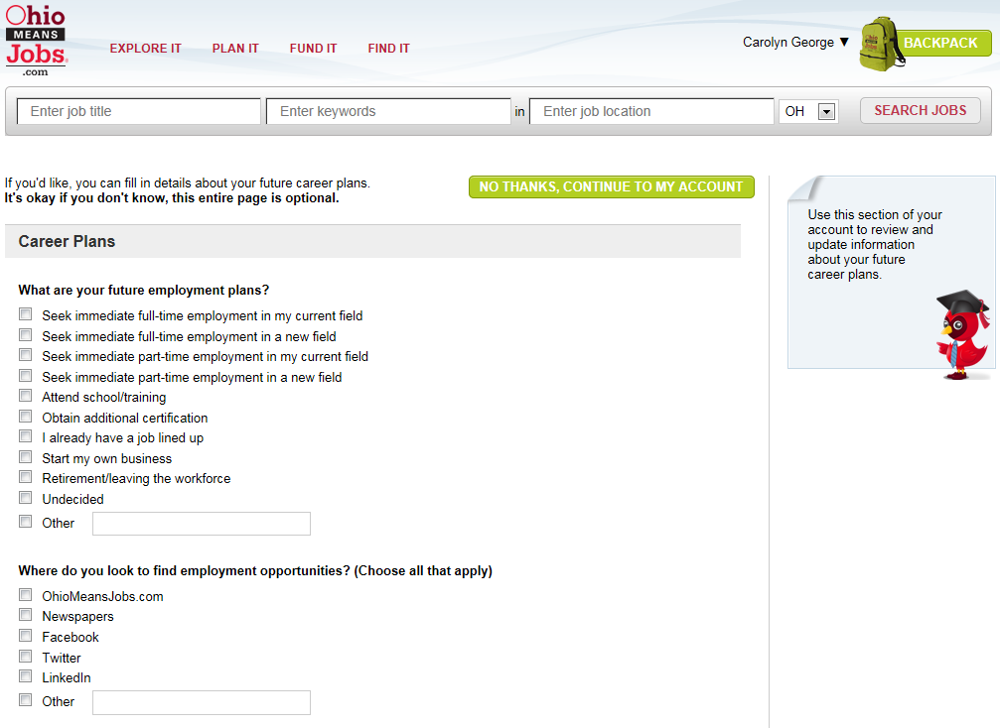 Ohio
MEANS
Jobs
.com
EXPLORE IT PLAN IT FUND IT FIND IT
Carolyn George ▼
BACKPACK
Enter job title Enter keywords in Enter job location OH SEARCH JOBS
If you'd like, you can fill in details about your future career plans.
It's okay if you don't know, this entire page is optional.
NO THANKS, CONTINUE TO MY ACCOUNT
Career Plans
What are your future employment plans?
Seek immediate full-time employment in my current field
Seek immediate full-time employment in a new field
Seek immediate part-time employment in my current field
Seek immediate part-time employment in a new field
Attend school/training
Obtain additional certification
I already have a job lined up
Start my own business
Retirement/leaving the workforce
Undecided
Other
Where do you look to find employment opportunities? (Choose all that apply)
OhioMeansJobs.com
Newspapers
Facebook
Twitter
LinkedIn
Other
Use this section of your
account to review and
update information
about your future
career plans.